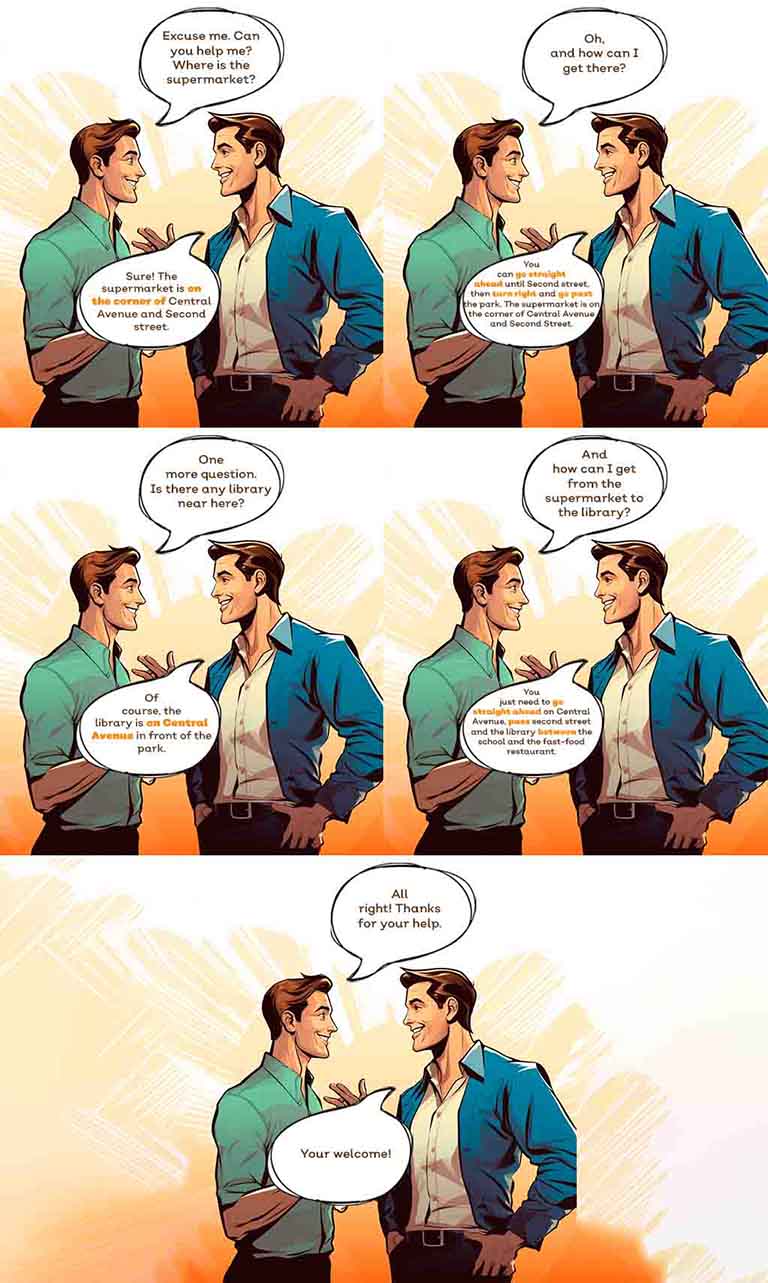 Excuse me. Can
you help me?
Where is the
supermarket?
Sure! The
supermarket is on
the corner of Central
Avenue and Second
street.
Oh,
and how can I
get there?
You
can go straight
ahead until Second street,
then turn right and go past
the park. The supermarket is on
the corner of Central Avenue
and Second Street.
One
more question.
Is there any library
near here?
Of
course, the
library is on Central
Avenue in front of the
park.
And
how can I get
from the
supermarket to
the library?
You
just need to go
straight ahead on Central
Avenue, pass second street
and the library between the
school and the fast-food
restaurant.
All
right! Thanks
for your help.
Your welcome!